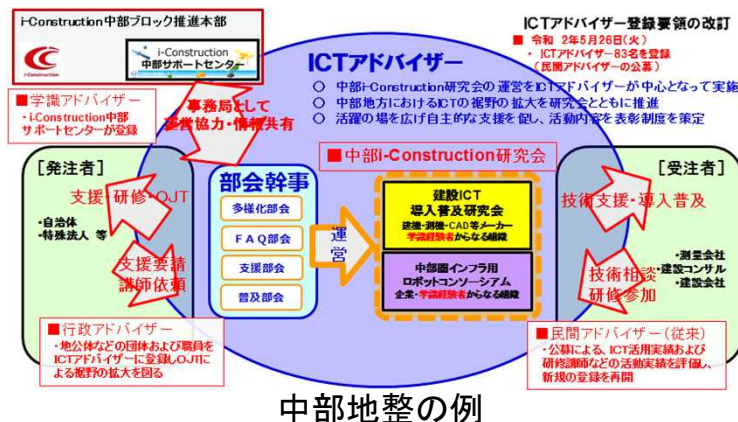 i-Construction中部ブロック推進本部
i-Construction
i-Construction
中部サポートセンター
ICTアドバイザー登録要領の改訂
■ 令和 2年5月26日(火)
・ ICTアドバイザー83名を登録
(民間アドバイザーの公募)
ICTアドバイザー
○ 中部i-Construction研究会の運営をICTアドバイザーが中心となって実施
○ 中部地方におけるICTの裾野の拡大を研究会とともに推進
○ 活躍の場を広げ自主的な支援を促し、活動内容を表彰制度を策定
■学識アドバイザー
・i-Construction中部
サポートセンターが登録
事務局として
運営協力・情報共有
■中部i-Construction研究会
[発注者]
支援・研修・OJT
・自治体
・特殊法人 等
支援要請
講師依頼
部会幹事
多様化部会
FAQ部会
支援部会
普及部会
運営
建設ICT
導入普及研究会
建機・測機・CAD等メーカー
学識経験者からなる組織
中部圏インフラ用
ロボットコンソーシアム
企業・学識経験者からなる組織
[受注者]
技術支援・導入普及
・測量会社
・建設コンサル
・建設会社
技術相談
研修参加
■行政アドバイザー
・地公体などの団体および職員を
ICTアドバイザーに登録しOJTに
よる裾野の拡大を図る
■民間アドバイザー(従来)
・公募による、ICT活用実績および
研修講師などの活動実績を評価し、
新規の登録を再開
中部地整の例